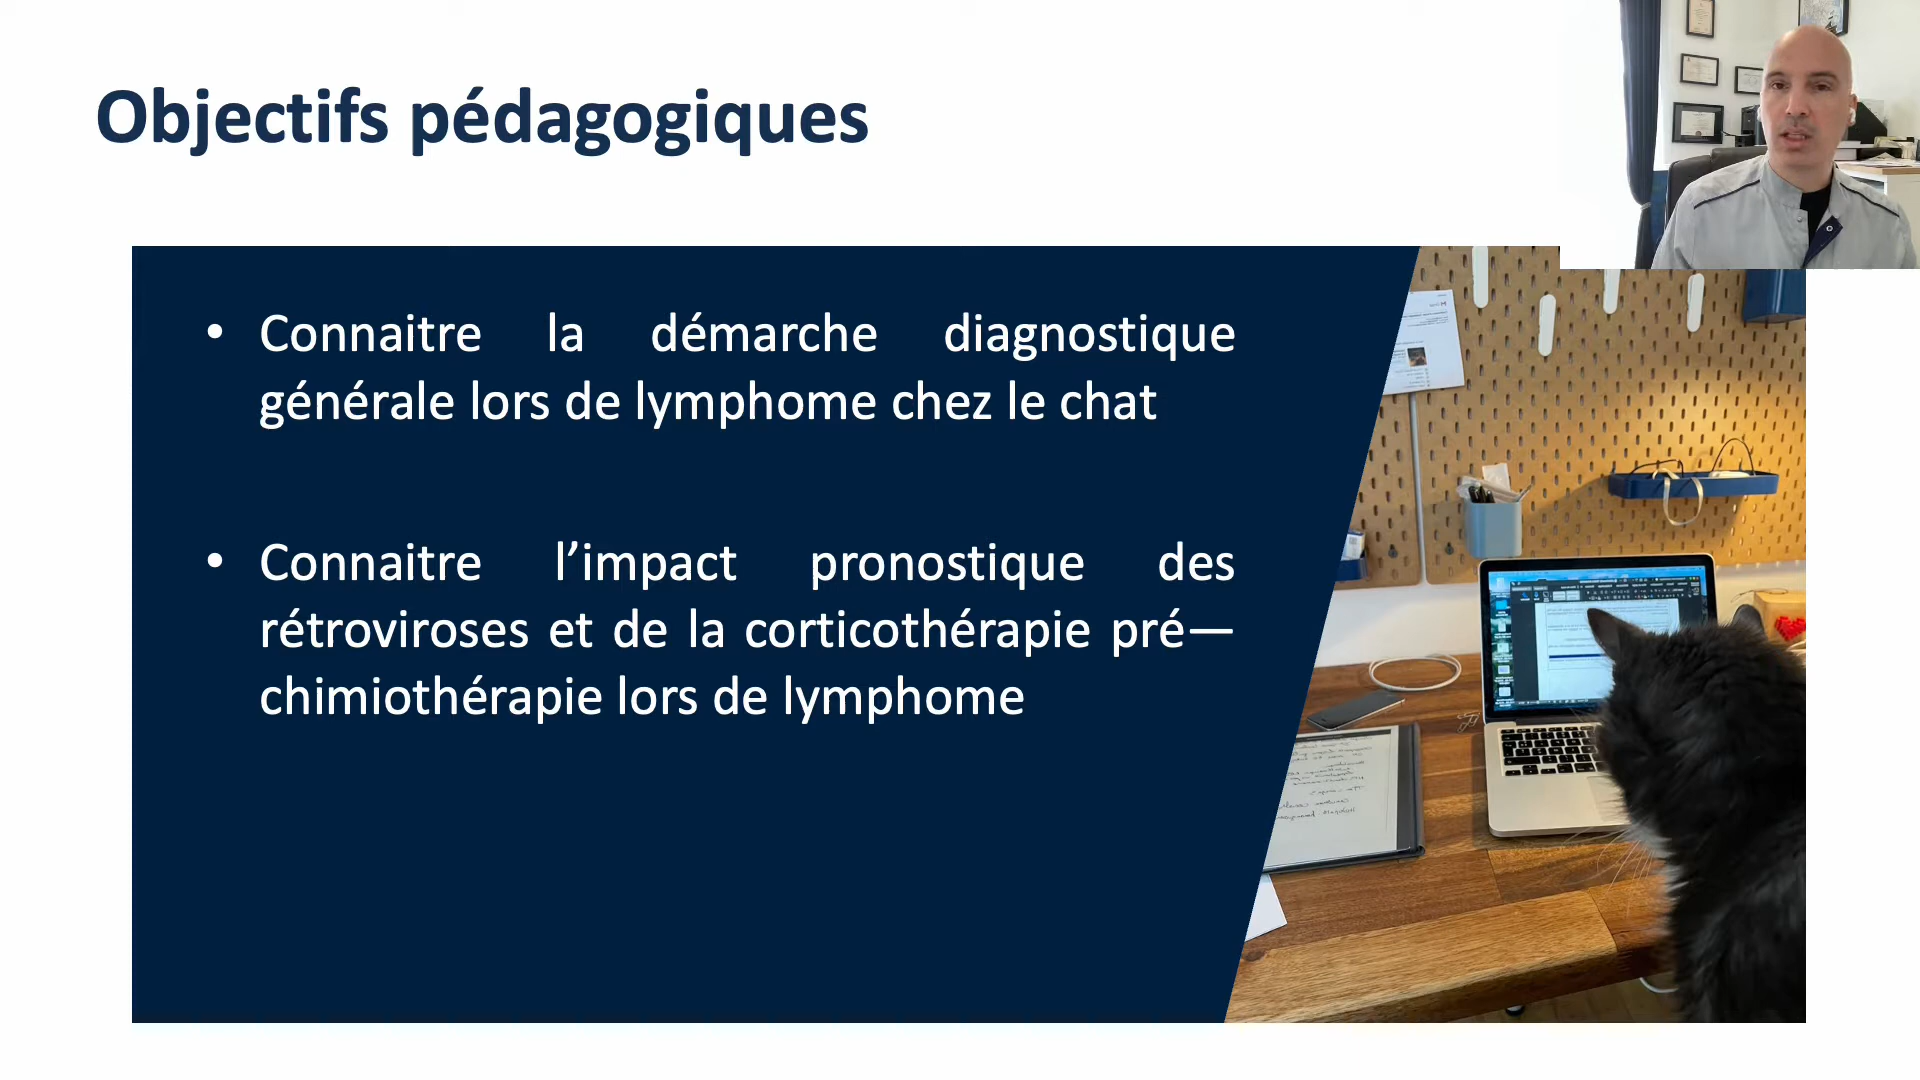 Objectifs pédagogiques
• Connaitre la démarche diagnostique
générale lors de lymphome chez le chat
• Connaitre l’impact pronostique des
rétroviroses et de la corticothérapie pré—
chimiothérapie lors de lymphome